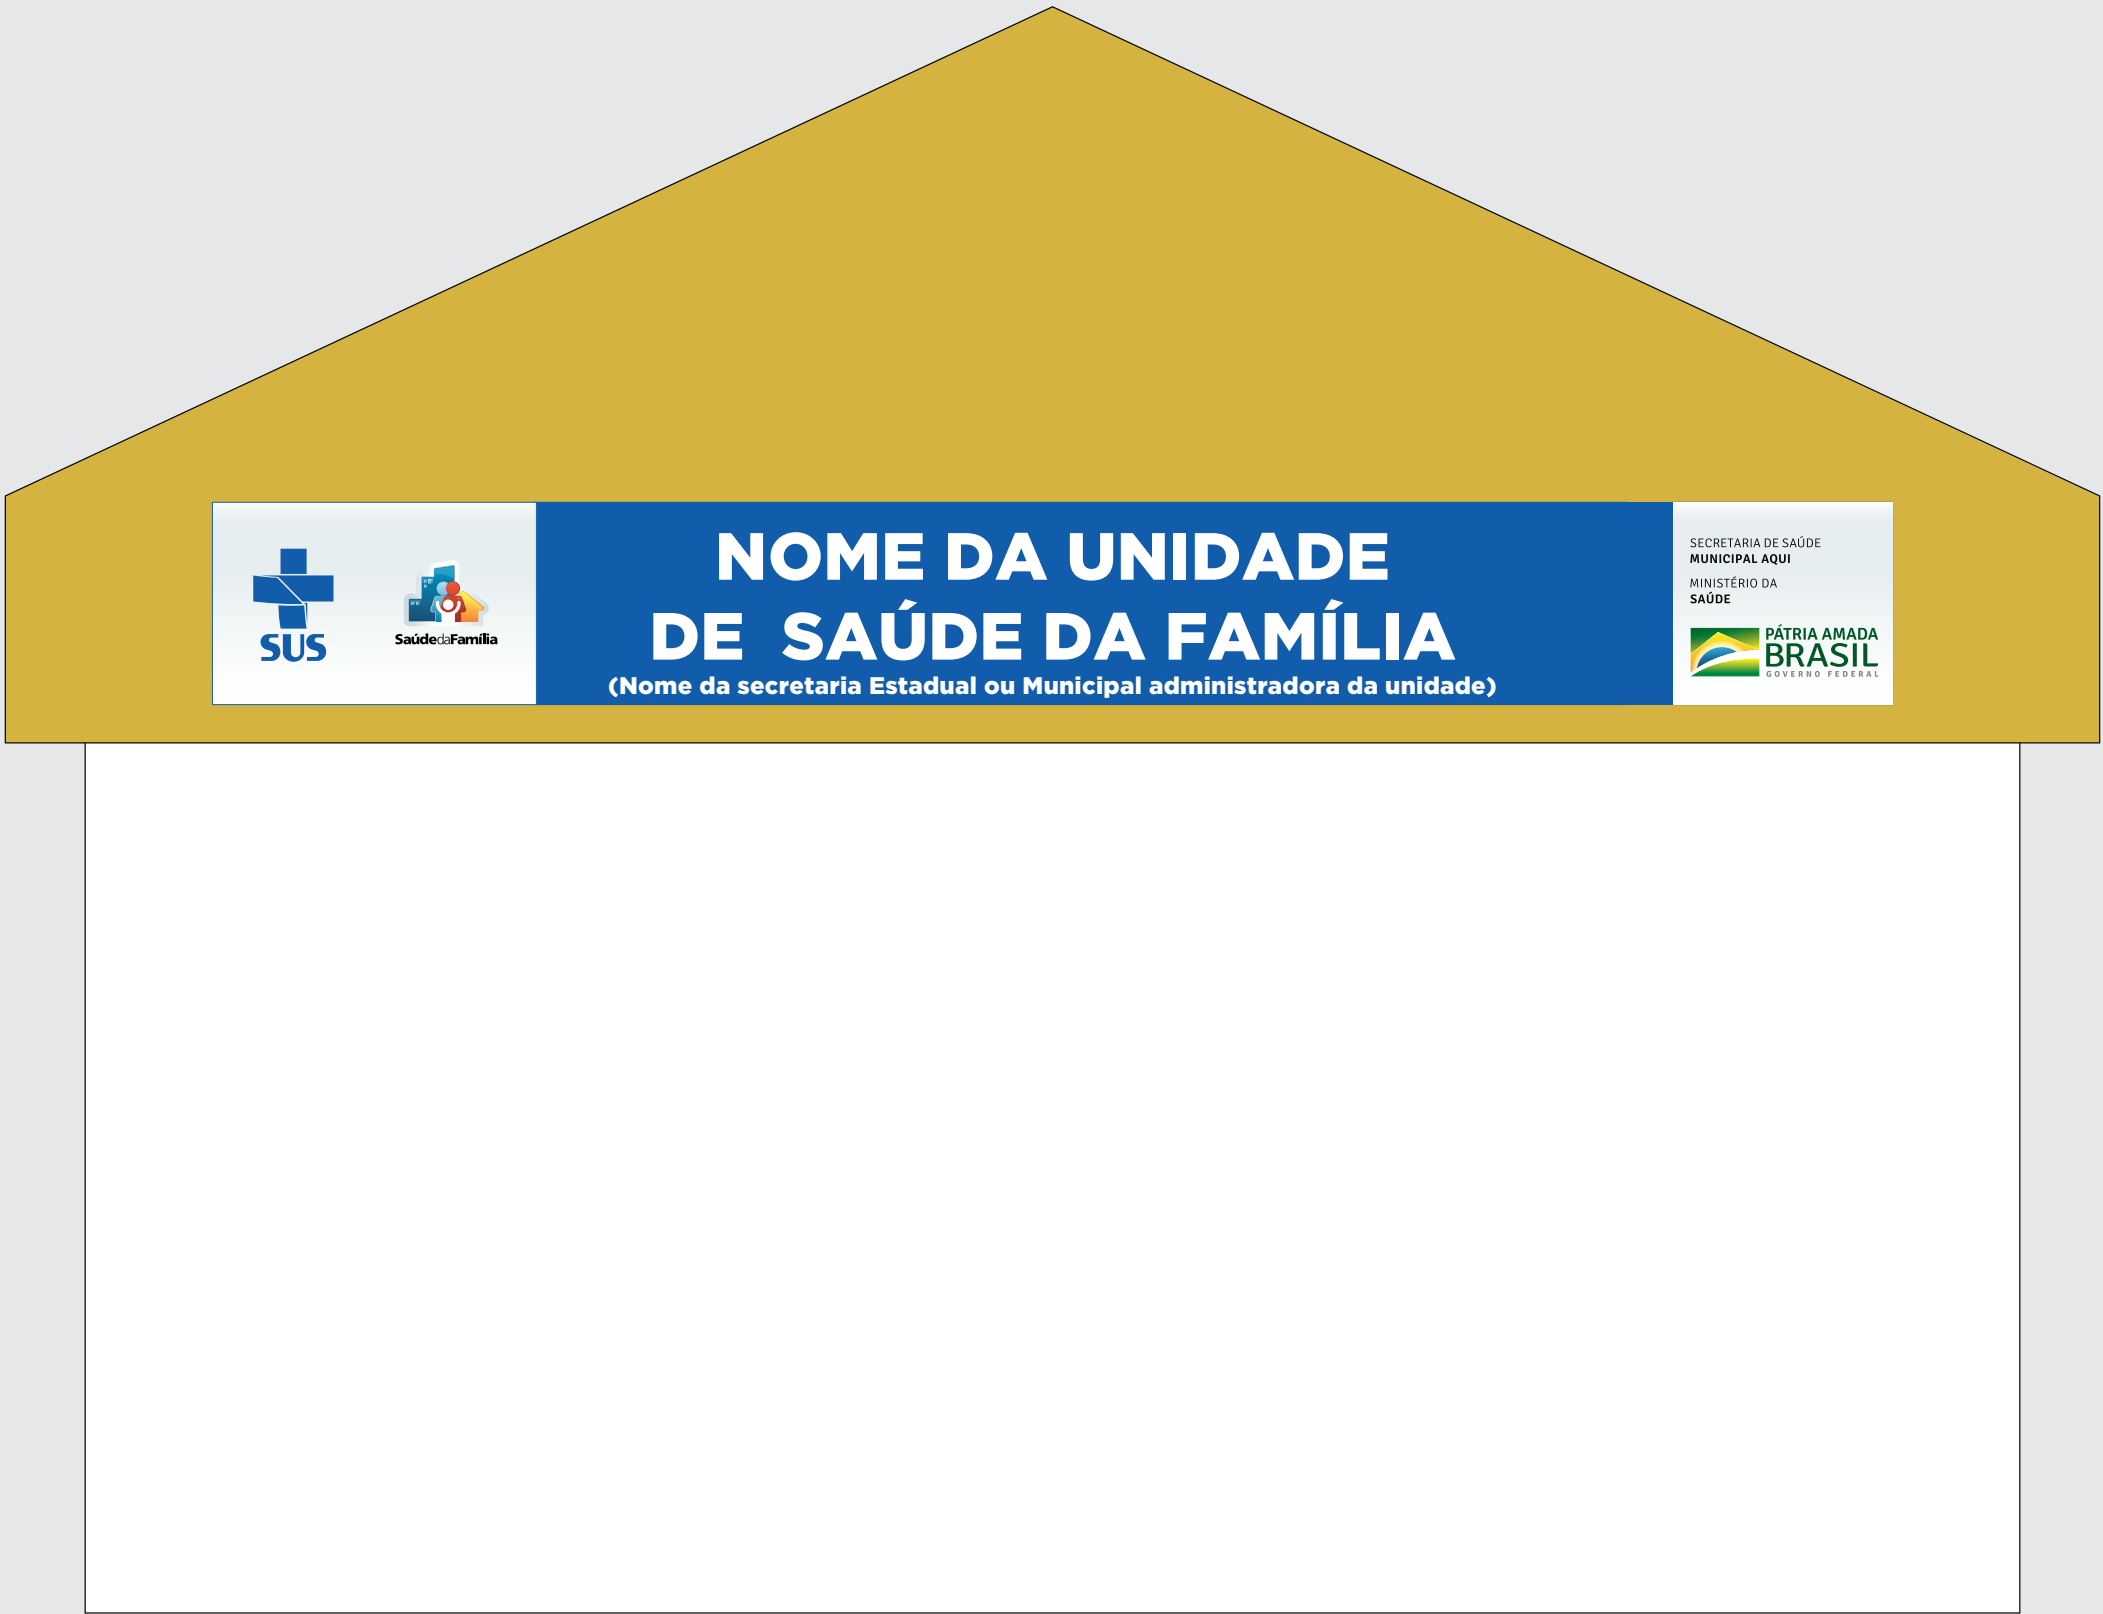 SUS
SaúdedaFamília
NOME DA UNIDADE
DE SAÚDE DA FAMÍLIA
(Nome da secretaria Estadual ou Municipal administradora da unidade)
SECRETARIA DE SAÚDE
MUNICIPAL AQUI
MINISTÉRIO DA
SAÚDE
PÁTRIA AMADA
BRASIL
GOVERNO FEDERAL